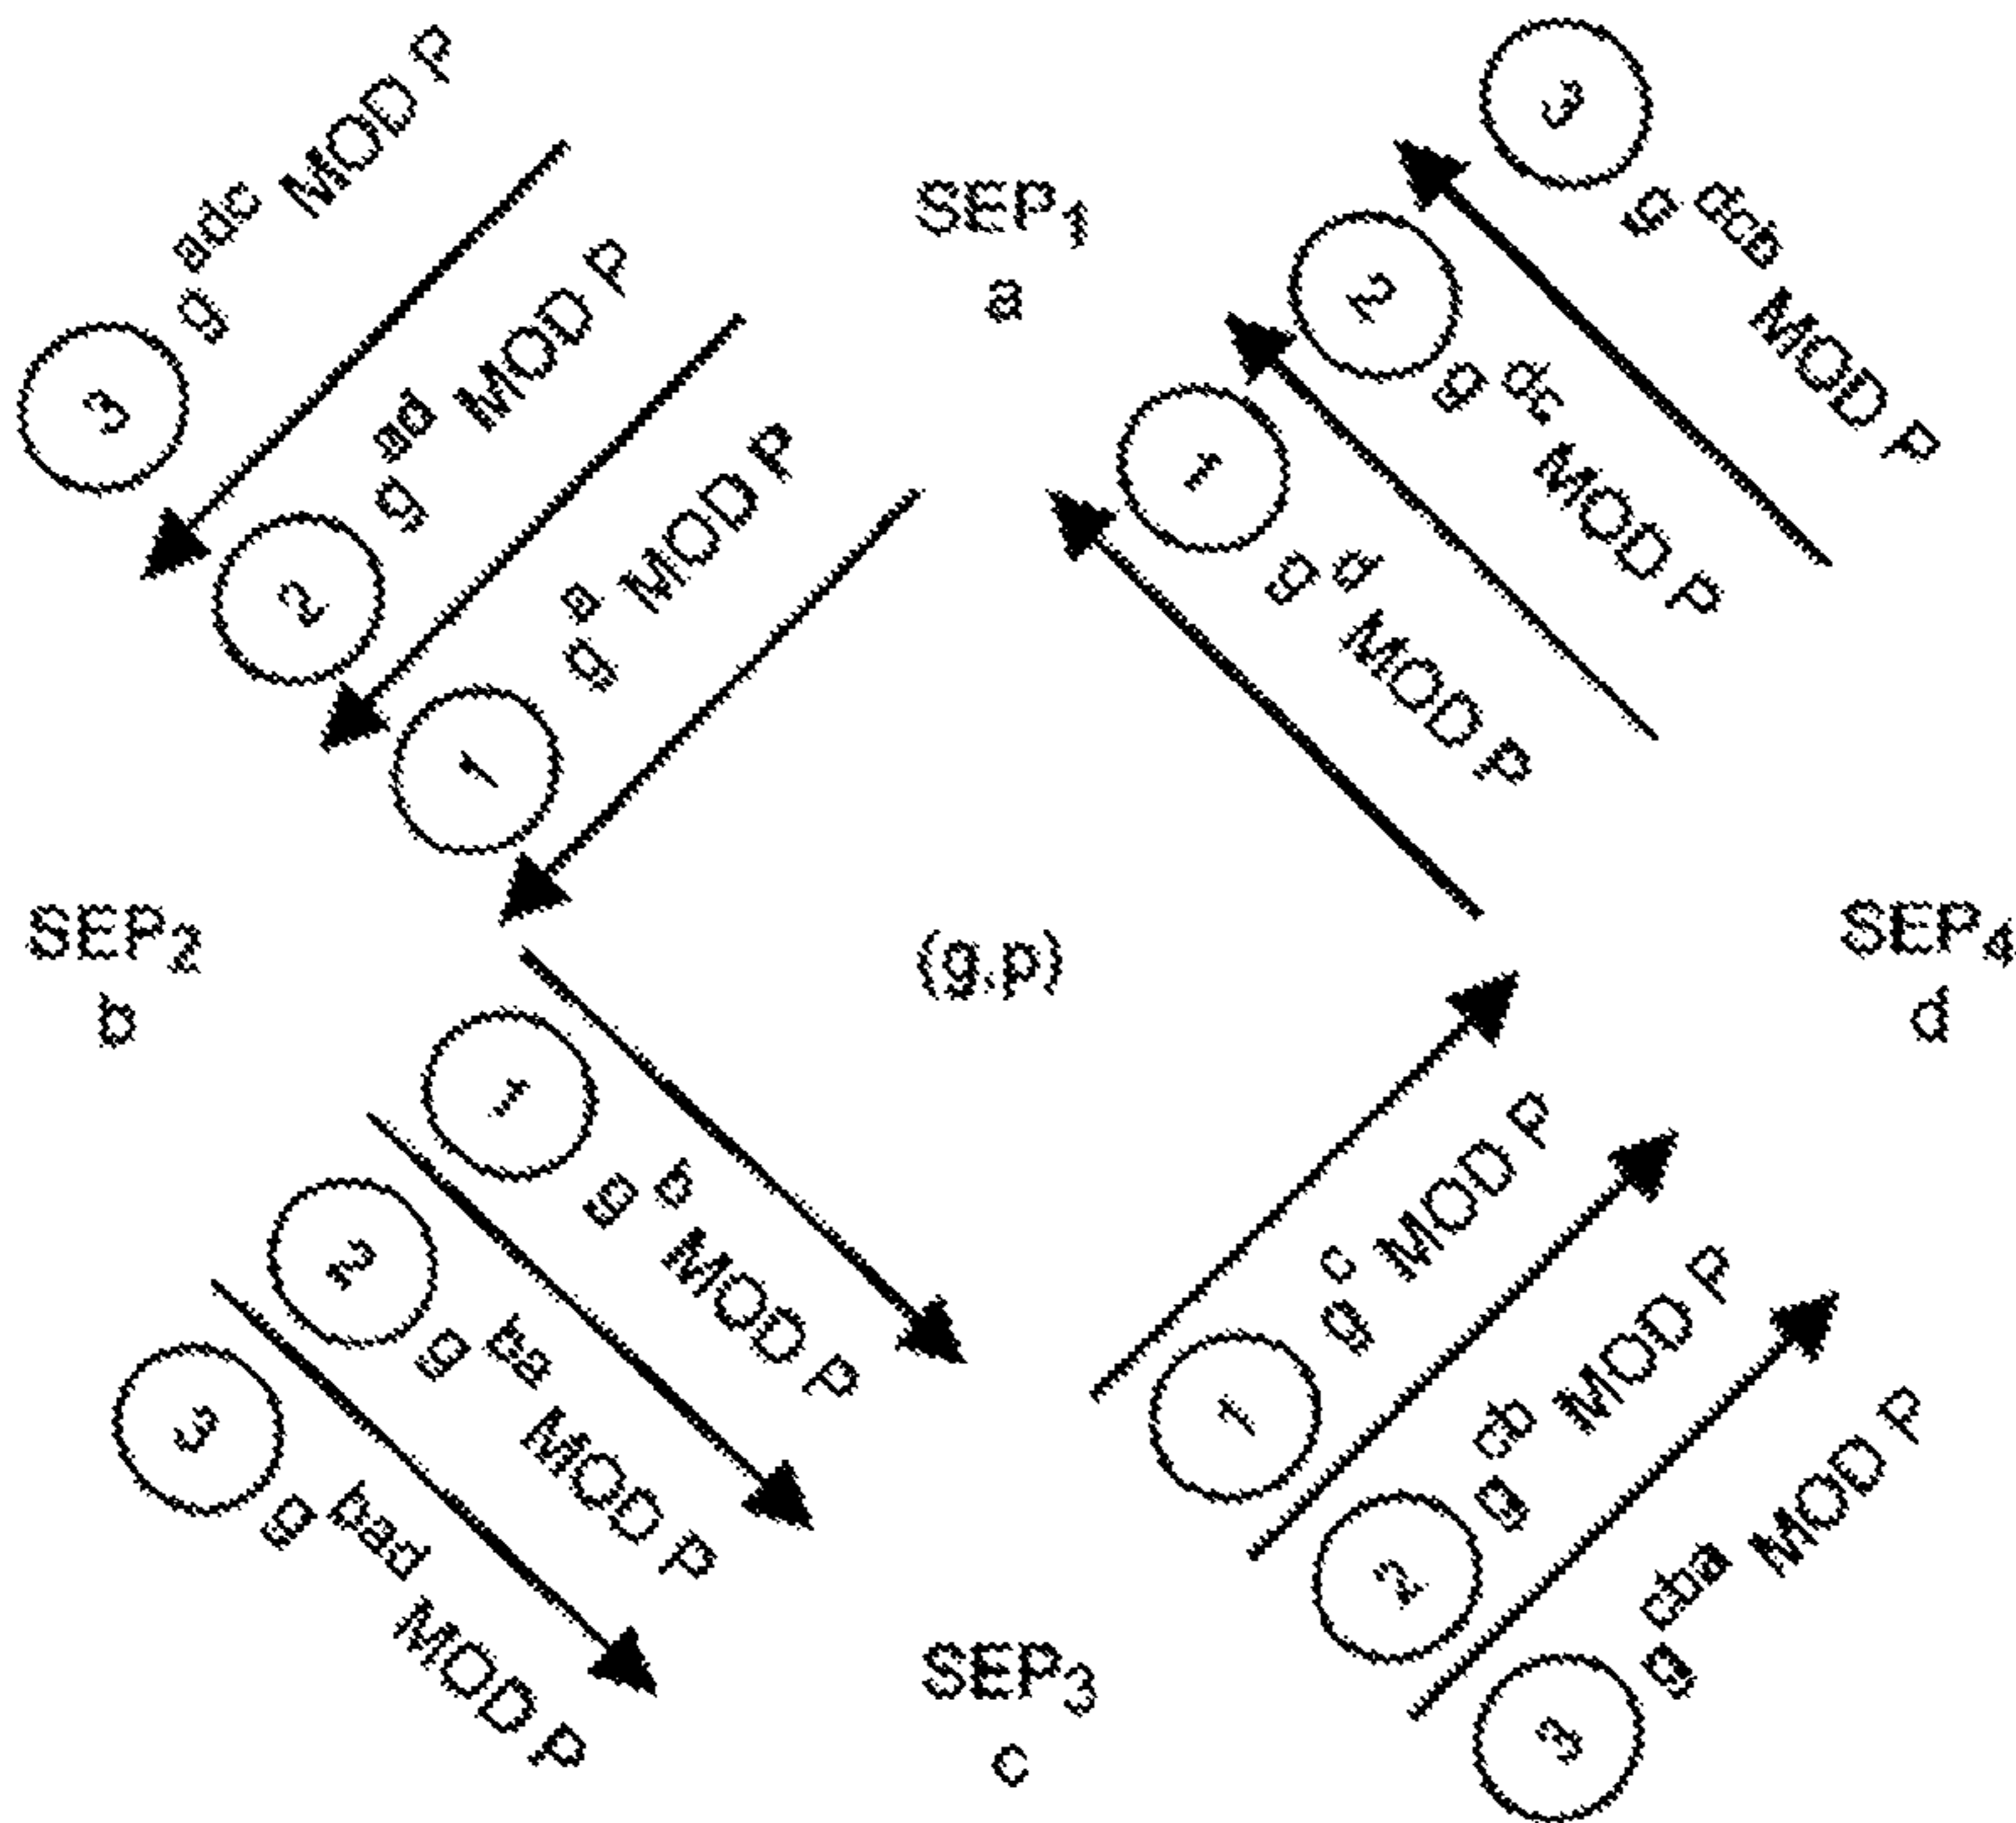 SEP1
a
3
g adc MOD P
2
g ad MOD P
1
g a MOD P
3
g dcb MOD P
2
g dc MOD P
1
g d MOD P
SEP2
b
(g.p)
SEP4
d
1
g b MOD P
2
g ba MOD P
3
g bad MOD P
1
g c MOD P
2
g cb MOD P
3
g cba MOD P
SEP3
c